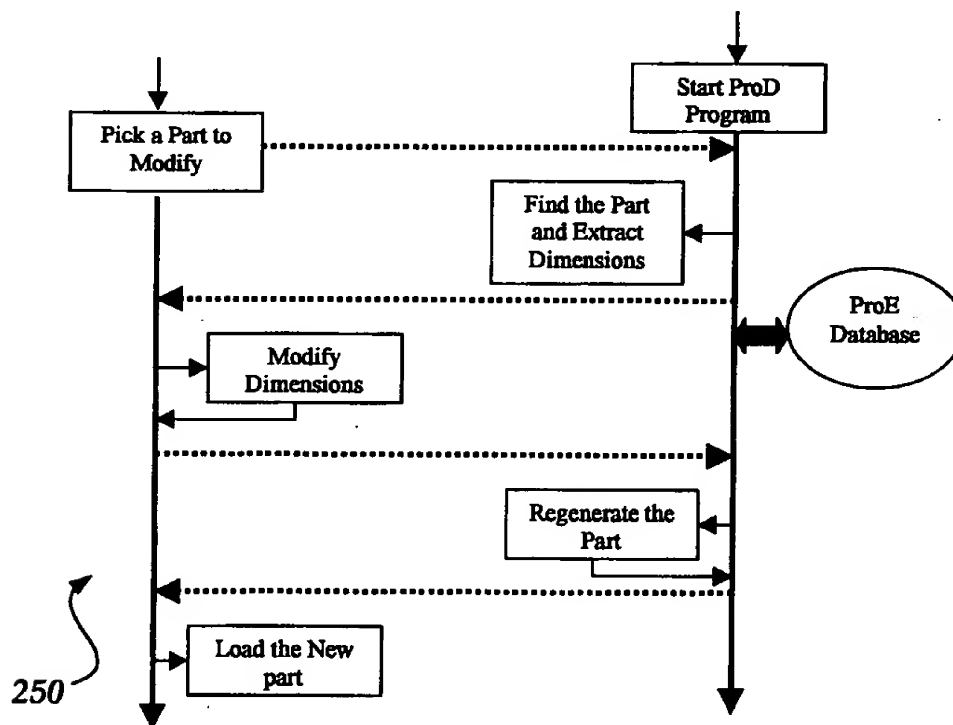 Start ProD
Program
Pick a Part to
Modify
Find the Part
and Extract
Dimensions
ProE
Database
Modify
Dimensions
Regenerate the
Part
Load the New
part
250